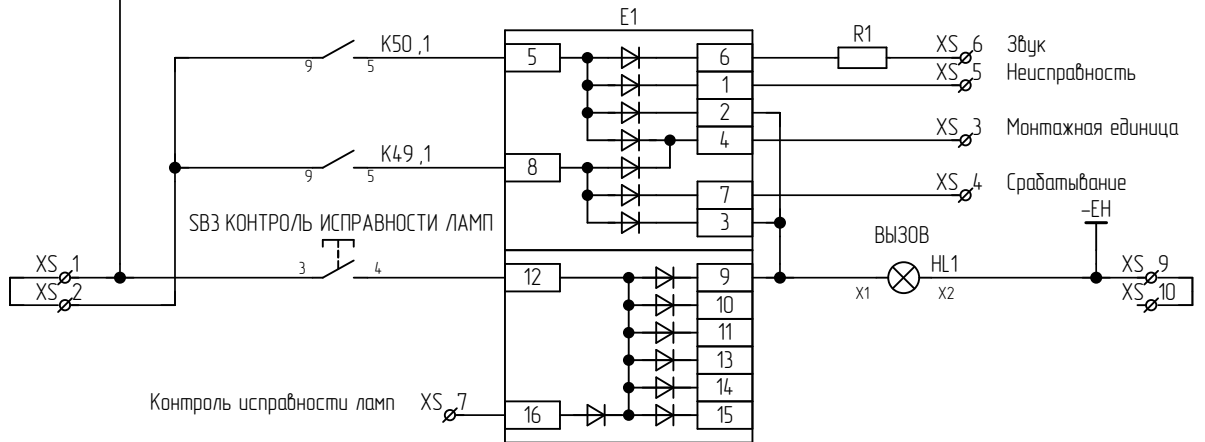 E1
K50 ,1
9 5
5
6
R1
XS 6 Звук
1
XS 5 Неисправность
2
4
XS 3 Монтажная единица
K49 ,1
9 5
8
7
XS 4 Срабатывание
3
SB3 КОНТРОЛЬ ИСПРАВНОСТИ ЛАМП
-EH
ВЫЗОВ
XS 1
3 4
12
9
X1 HL1 X2
XS 9
XS 2
10
XS 10
11
13
14
Контроль исправности ламп XS 7
16
15